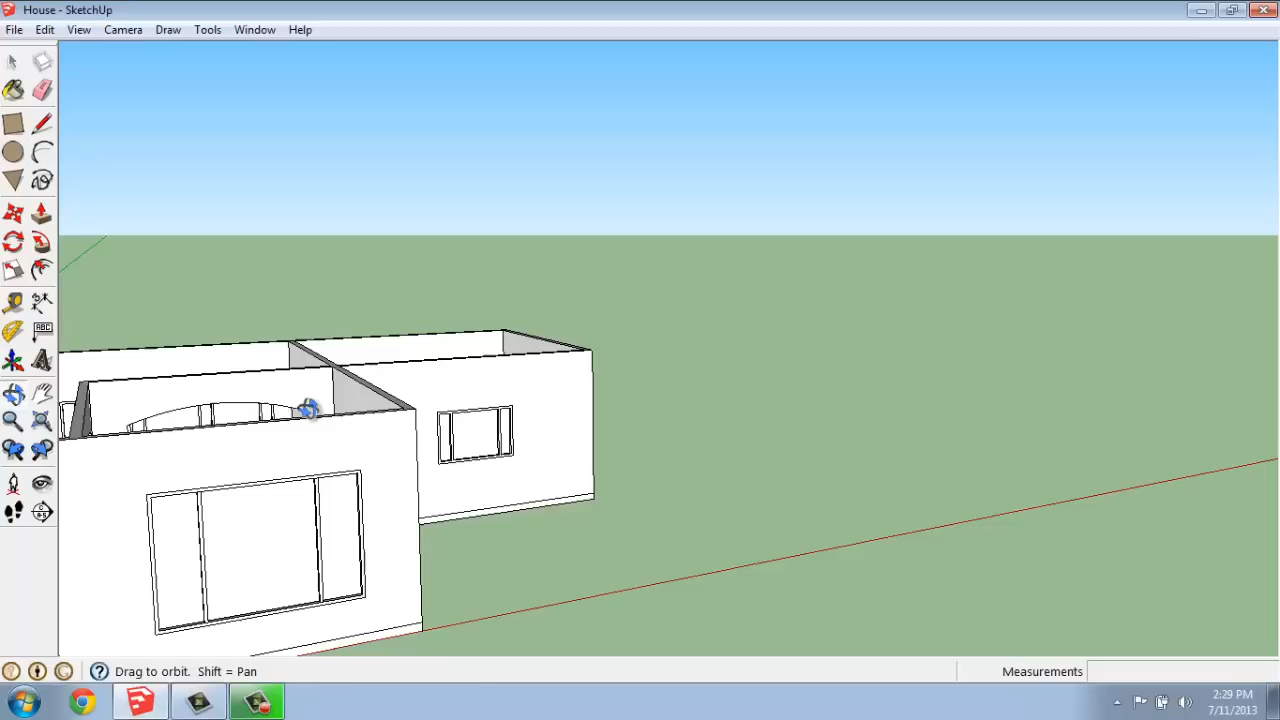 House - SketchUp
File Edit View Camera Draw Tools Window Help
ABC
A
Drag to orbit. Shift = Pan
Measurements
2:29 PM
7/11/2013